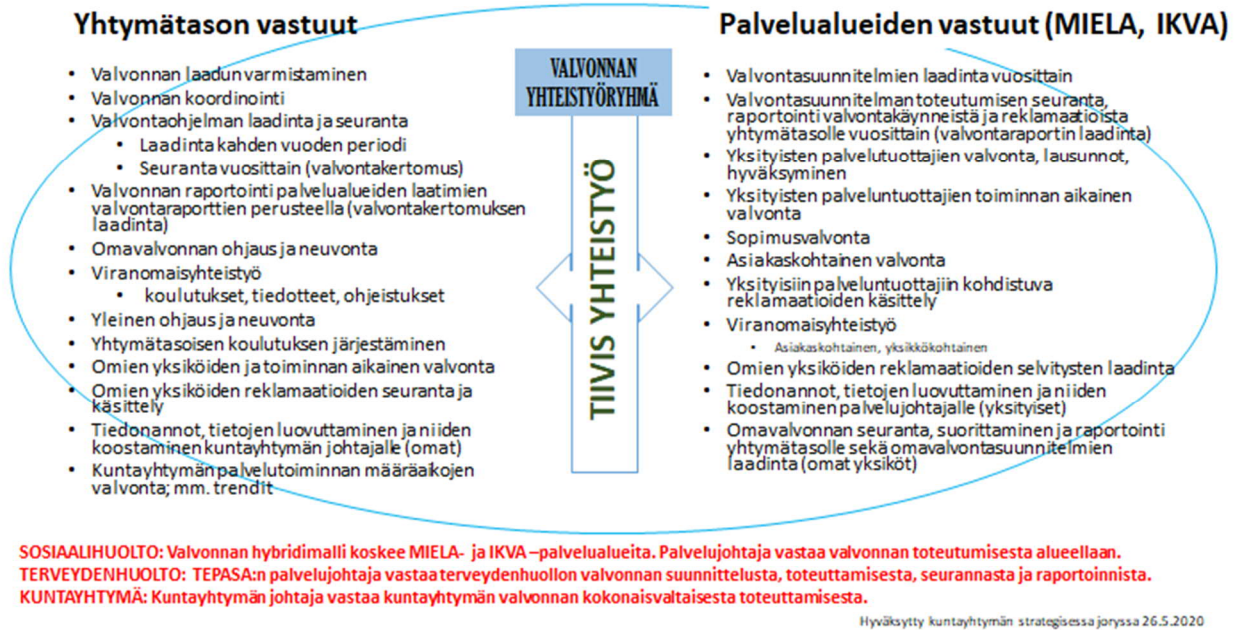 Yhtymätason vastuut
• Valvonnan laadun varmistaminen
• Valvonnan koordinointi
• Valvontaohjelman laadinta ja seuranta
• Laadinta kahden vuoden periodi
• Seuranta vuosittain (valvontakertomus)
• Valvonnan raportointi palvelualueiden laatimien
valvontaraporttien perusteella (valvontakertomuksen
laadinta)
• Omavalvonnan ohjaus ja neuvonta
• Viranomaisyhteistyö
• koulutukset, tiedotteet, ohjeistukset
• Yleinen ohjaus ja neuvonta
• Yhtymätasoisen koulutuksen järjestäminen
• Omien yksiköiden ja toiminnan aikainen valvonta
• Omien yksiköiden reklamaatioiden seuranta ja
käsittely
• Tiedonannot, tietojen luovuttaminen ja niiden
koostaminen kuntayhtymän johtajalle (omat)
• Kuntayhtymän palvelutoiminnan määräaikojen
valvonta; mm. trendit
VALVONNAN
YHTEISTYÖRYHMÄ
TIIVIS YHTEISTYÖ
Palvelualueiden vastuut (MIELA, IKVA)
• Valvontasuunnitelmien laadinta vuosittain
• Valvontasuunnitelman toteutumisen seuranta,
raportointi valvontakäynneistä ja reklamaatioista
yhtymätasolle vuosittain (valvontaraportin laadinta)
• Yksityisten palvelutuottajien valvonta, lausunnot,
hyväksyminen
• Yksityisten palveluntuottajien toiminnan aikainen
valvonta
• Sopimusvalvonta
• Asiakaskohtainen valvonta
• Yksityisiin palveluntuottajiin kohdistuva
reklamaatioiden käsittely
• Viranomaisyhteistyö
• Asiakaskohtainen, yksikkökohtainen
• Omien yksiköiden reklamaatioiden selvitysten laadinta
• Tiedonannot, tietojen luovuttaminen ja niiden
koostaminen palvelujohtajalle (yksityiset)
• Omavalvonnan seuranta, suorittaminen ja raportointi
yhtymätasolle sekä omavalvontasuunnitelmien
laadinta (omat yksiköt)
SOSIAALIHUOLTO: Valvonnan hybridimalli koskee MIELA- ja IKVA –palvelualueita. Palvelujohtaja vastaa valvonnan toteutumisesta alueellaan.
TERVEYDENHUOLTO: TEPASA:n palvelujohtaja vastaa terveydenhuollon valvonnan suunnittelusta, toteuttamisesta, seurannasta ja raportoinnista.
KUNTAYHTYMÄ: Kuntayhtymän johtaja vastaa kuntayhtymän valvonnan kokonaisvaltaisesta toteuttamisesta.
Hyväksytty kuntayhtymän strategisessa joryssa 26.5.2020